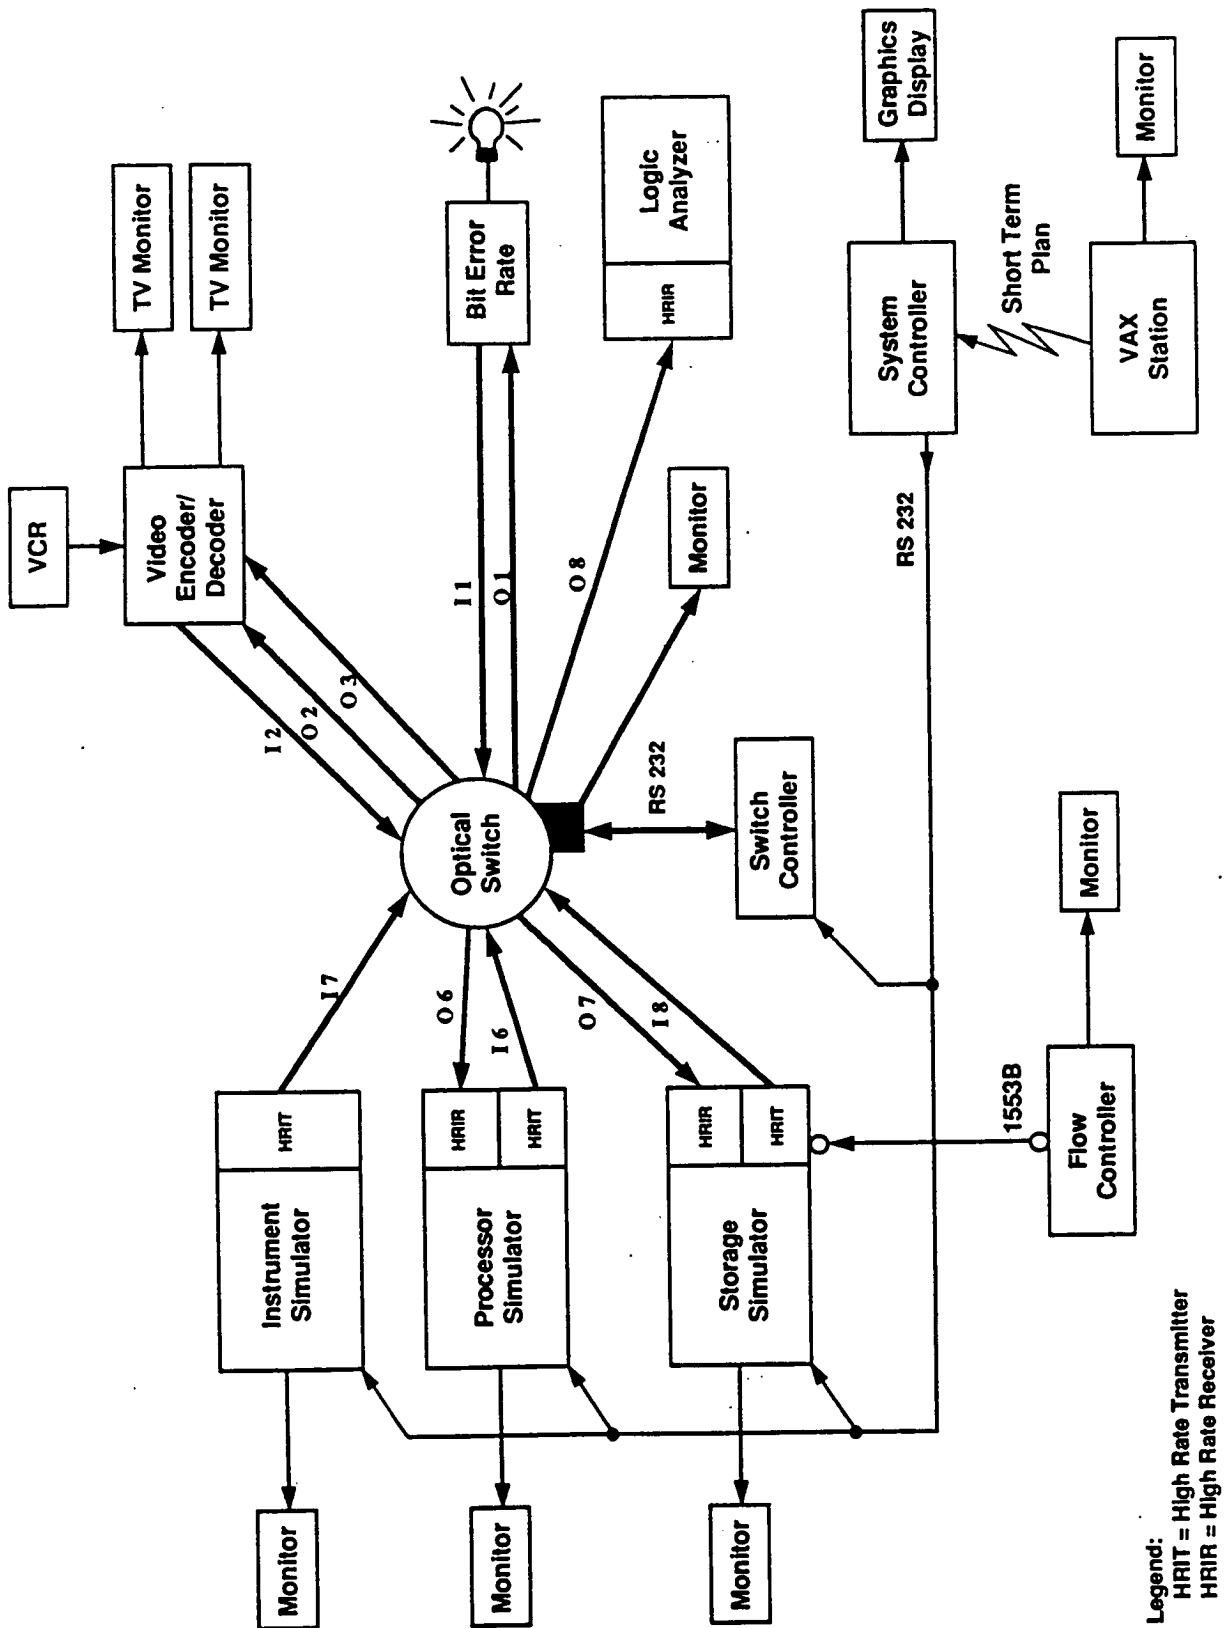 VCR
Video
Encoder/
Decoder
TV Monitor
TV Monitor
I 2
O 2
O 3
I 1
O 1
Bit Error
Rate
O 8
HRIR
Logic
Analyzer
Monitor
Optical
Switch
RS 232
Switch
Controller
I 7
O 6
I 6
O 7
I 8
Monitor
Instrument
Simulator
HRIT
Monitor
Processor
Simulator
HRIR
HRIT
Monitor
Storage
Simulator
HRIR
HRIT
1553B
Flow
Controller
Monitor
RS 232
System
Controller
Graphics
Display
Short Term
Plan
VAX
Station
Monitor
Legend:
HRIT = High Rate Transmitter
HRIR = High Rate Receiver